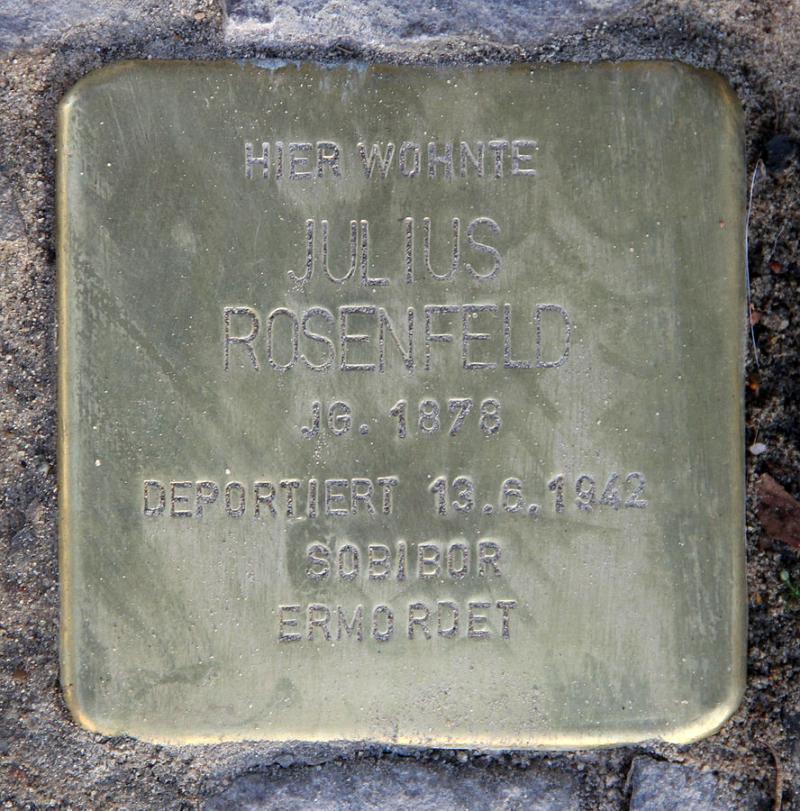 HIER WOHNTE
JULIUS
ROSENFELD
JG. 1878
DEPORTIERT 13.6.1942
SOBIBOR
ERMORDET